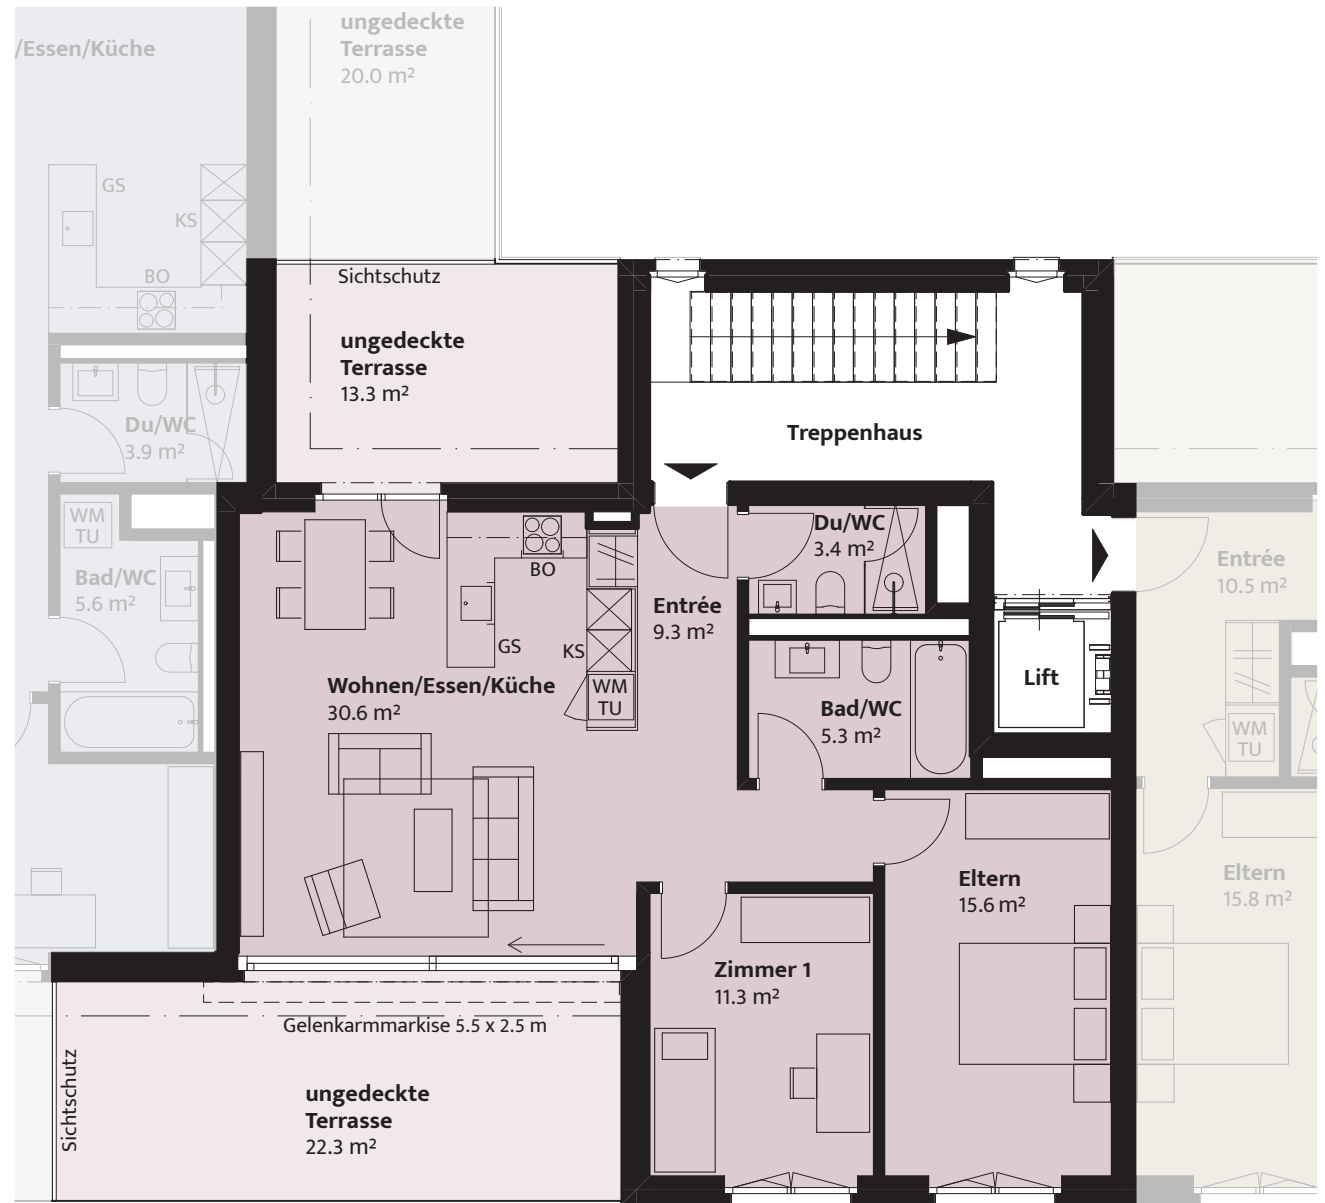 ungedeckte
Terrasse
20.0 m²
/Essen/Küche
GS
KS
BO
Du/WC
3.9 m²
WM
TU
Bad/WC
5.6 m²
Sichtschutz
ungedeckte
Terrasse
13.3 m²
Treppenhaus
Du/WC
3.4 m²
BO
Entrée
9.3 m²
GS
KS
WM
TU
Wohnen/Essen/Küche
30.6 m²
Bad/WC
5.3 m²
Lift
Entrée
10.5 m²
WM
TU
Eltern
15.6 m²
Eltern
15.8 m²
Zimmer 1
11.3 m²
Gelenkarmmarkise 5.5 x 2.5 m
Sichtschutz
ungedeckte
Terrasse
22.3 m²